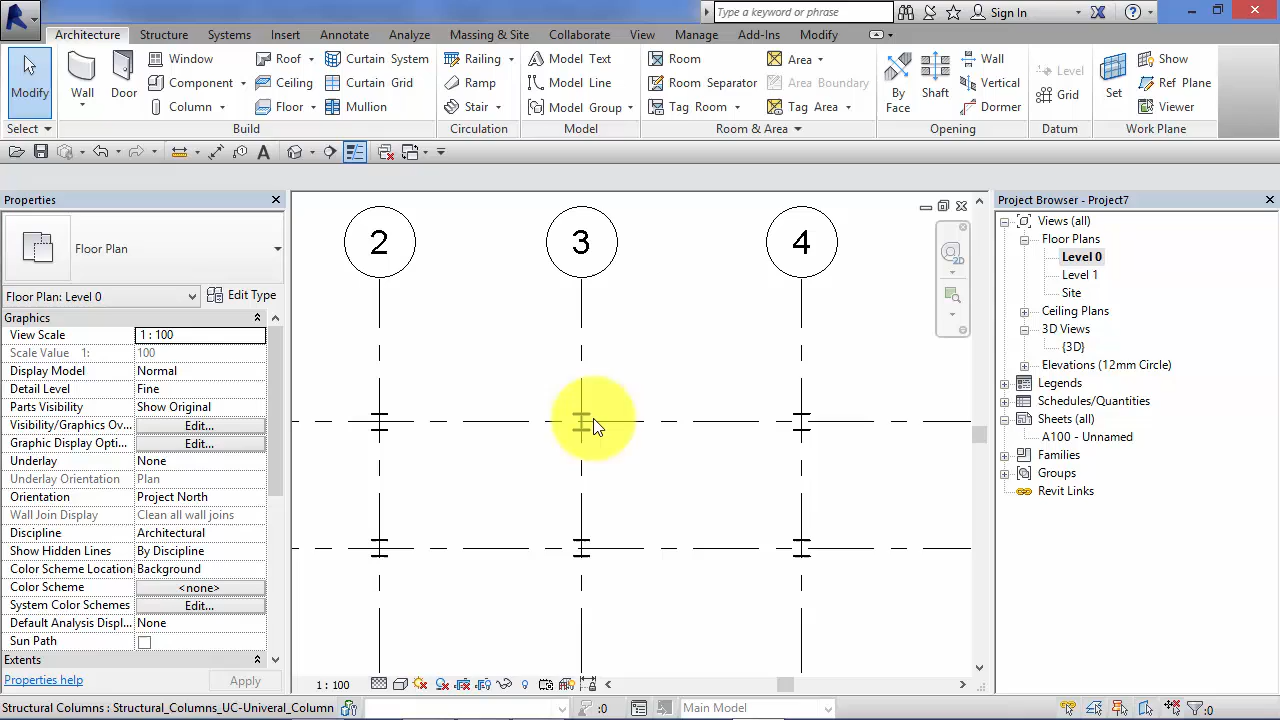 Type a keyword or phrase
Sign In
Architecture Structure Systems Insert Annotate Analyze Massing & Site Collaborate View Manage Add-Ins Modify
Modify
Wall
Door
Window
Component
Column
Roof
Ceiling
Floor
Curtain System
Curtain Grid
Mullion
Railing
Ramp
Stair
Model Text
Model Line
Model Group
Room
Room Separator
Tag Room
Area
Area Boundary
Tag Area
By
Face
Shaft
Wall
Vertical
Dormer
Level
Grid
Set
Show
Ref Plane
Viewer
Select Build Circulation Model Room & Area Opening Datum Work Plane
Properties
Floor Plan
Floor Plan: Level 0 Edit Type
Graphics
View Scale 1 : 100
Scale Value 1: 100
Display Model Normal
Detail Level Fine
Parts Visibility Show Original
Visibility/Graphics Ov... Edit...
Graphic Display Opti... Edit...
Underlay None
Underlay Orientation Plan
Orientation Project North
Wall Join Display Clean all wall joins
Discipline Architectural
Show Hidden Lines By Discipline
Color Scheme Location Background
Color Scheme <none>
System Color Schemes Edit...
Default Analysis Displ... None
Sun Path
Extents
Properties help Apply
2 3 4
2D
1 : 100
Project Browser - Project7
Views (all)
Floor Plans
Level 0
Level 1
Site
Ceiling Plans
3D Views
{3D}
Elevations (12mm Circle)
Legends
Schedules/Quantities
Sheets (all)
A100 - Unnamed
Families
Groups
Revit Links
Structural Columns : Structural_Columns_UC-Univeral_Column
:0
Main Model
:0